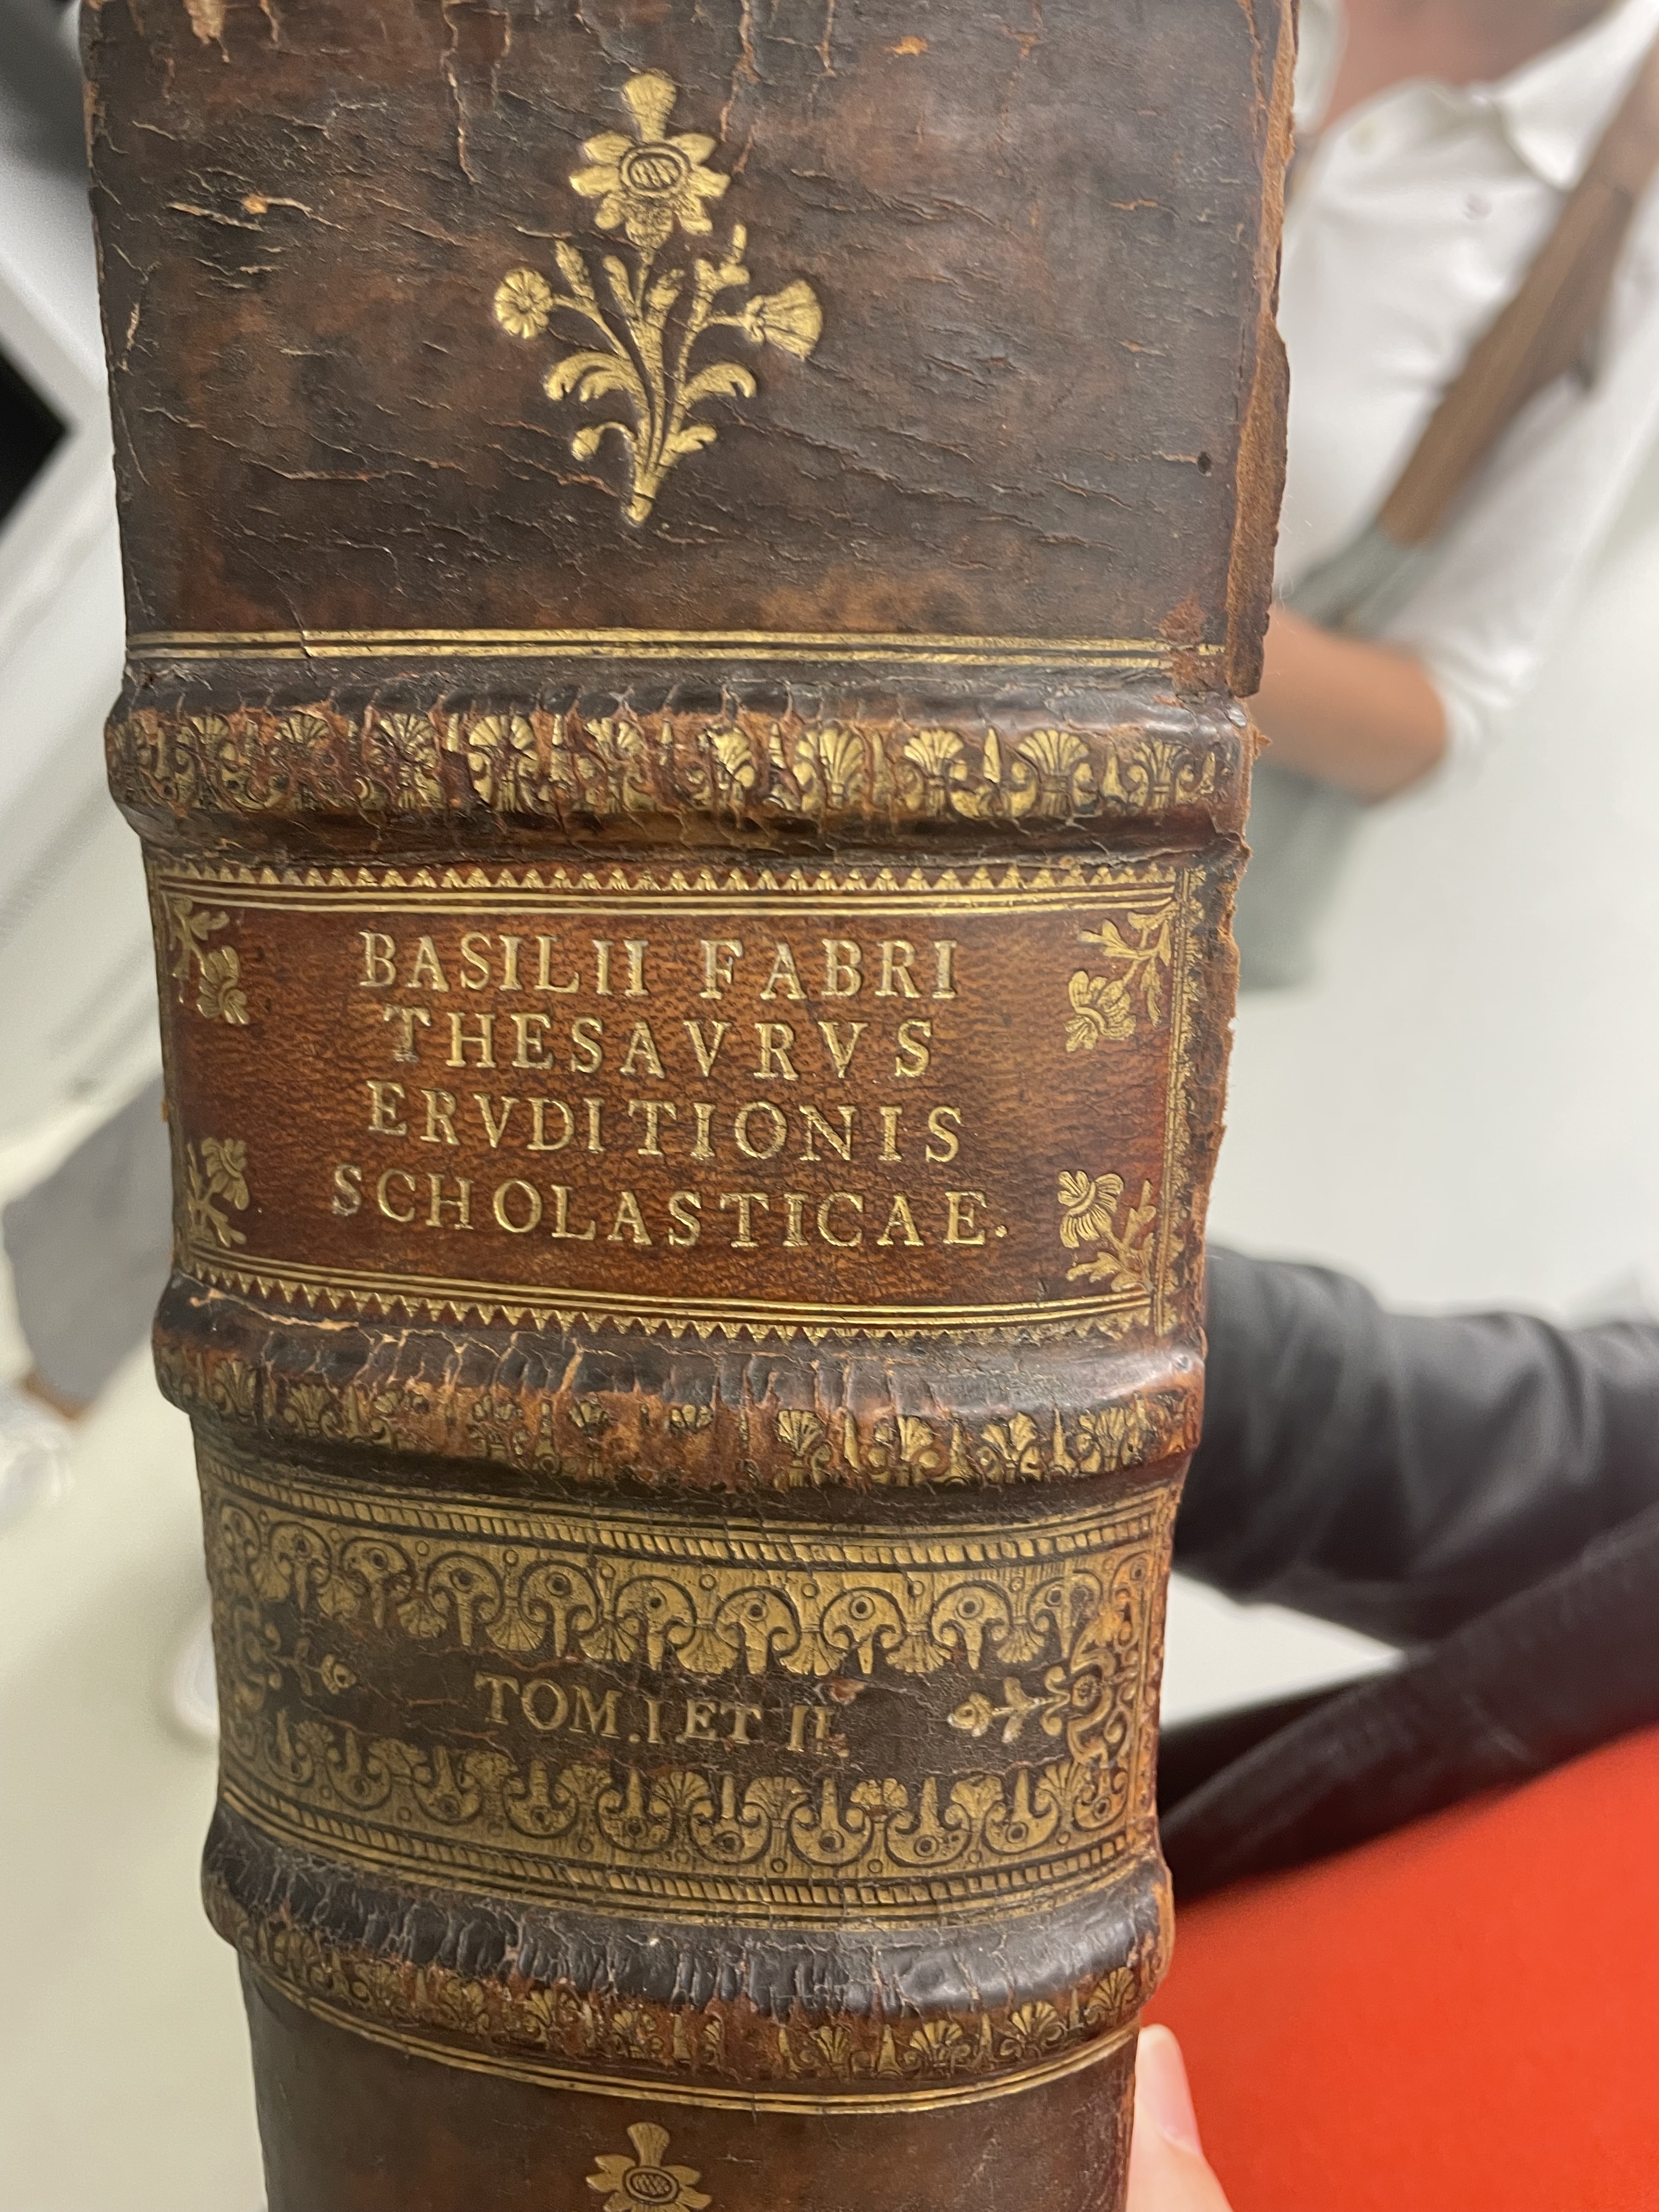 BASILII FABRI
THESAVRVS
ERVDITIONIS
SCHOLASTICAE.
TOM. I ET II.